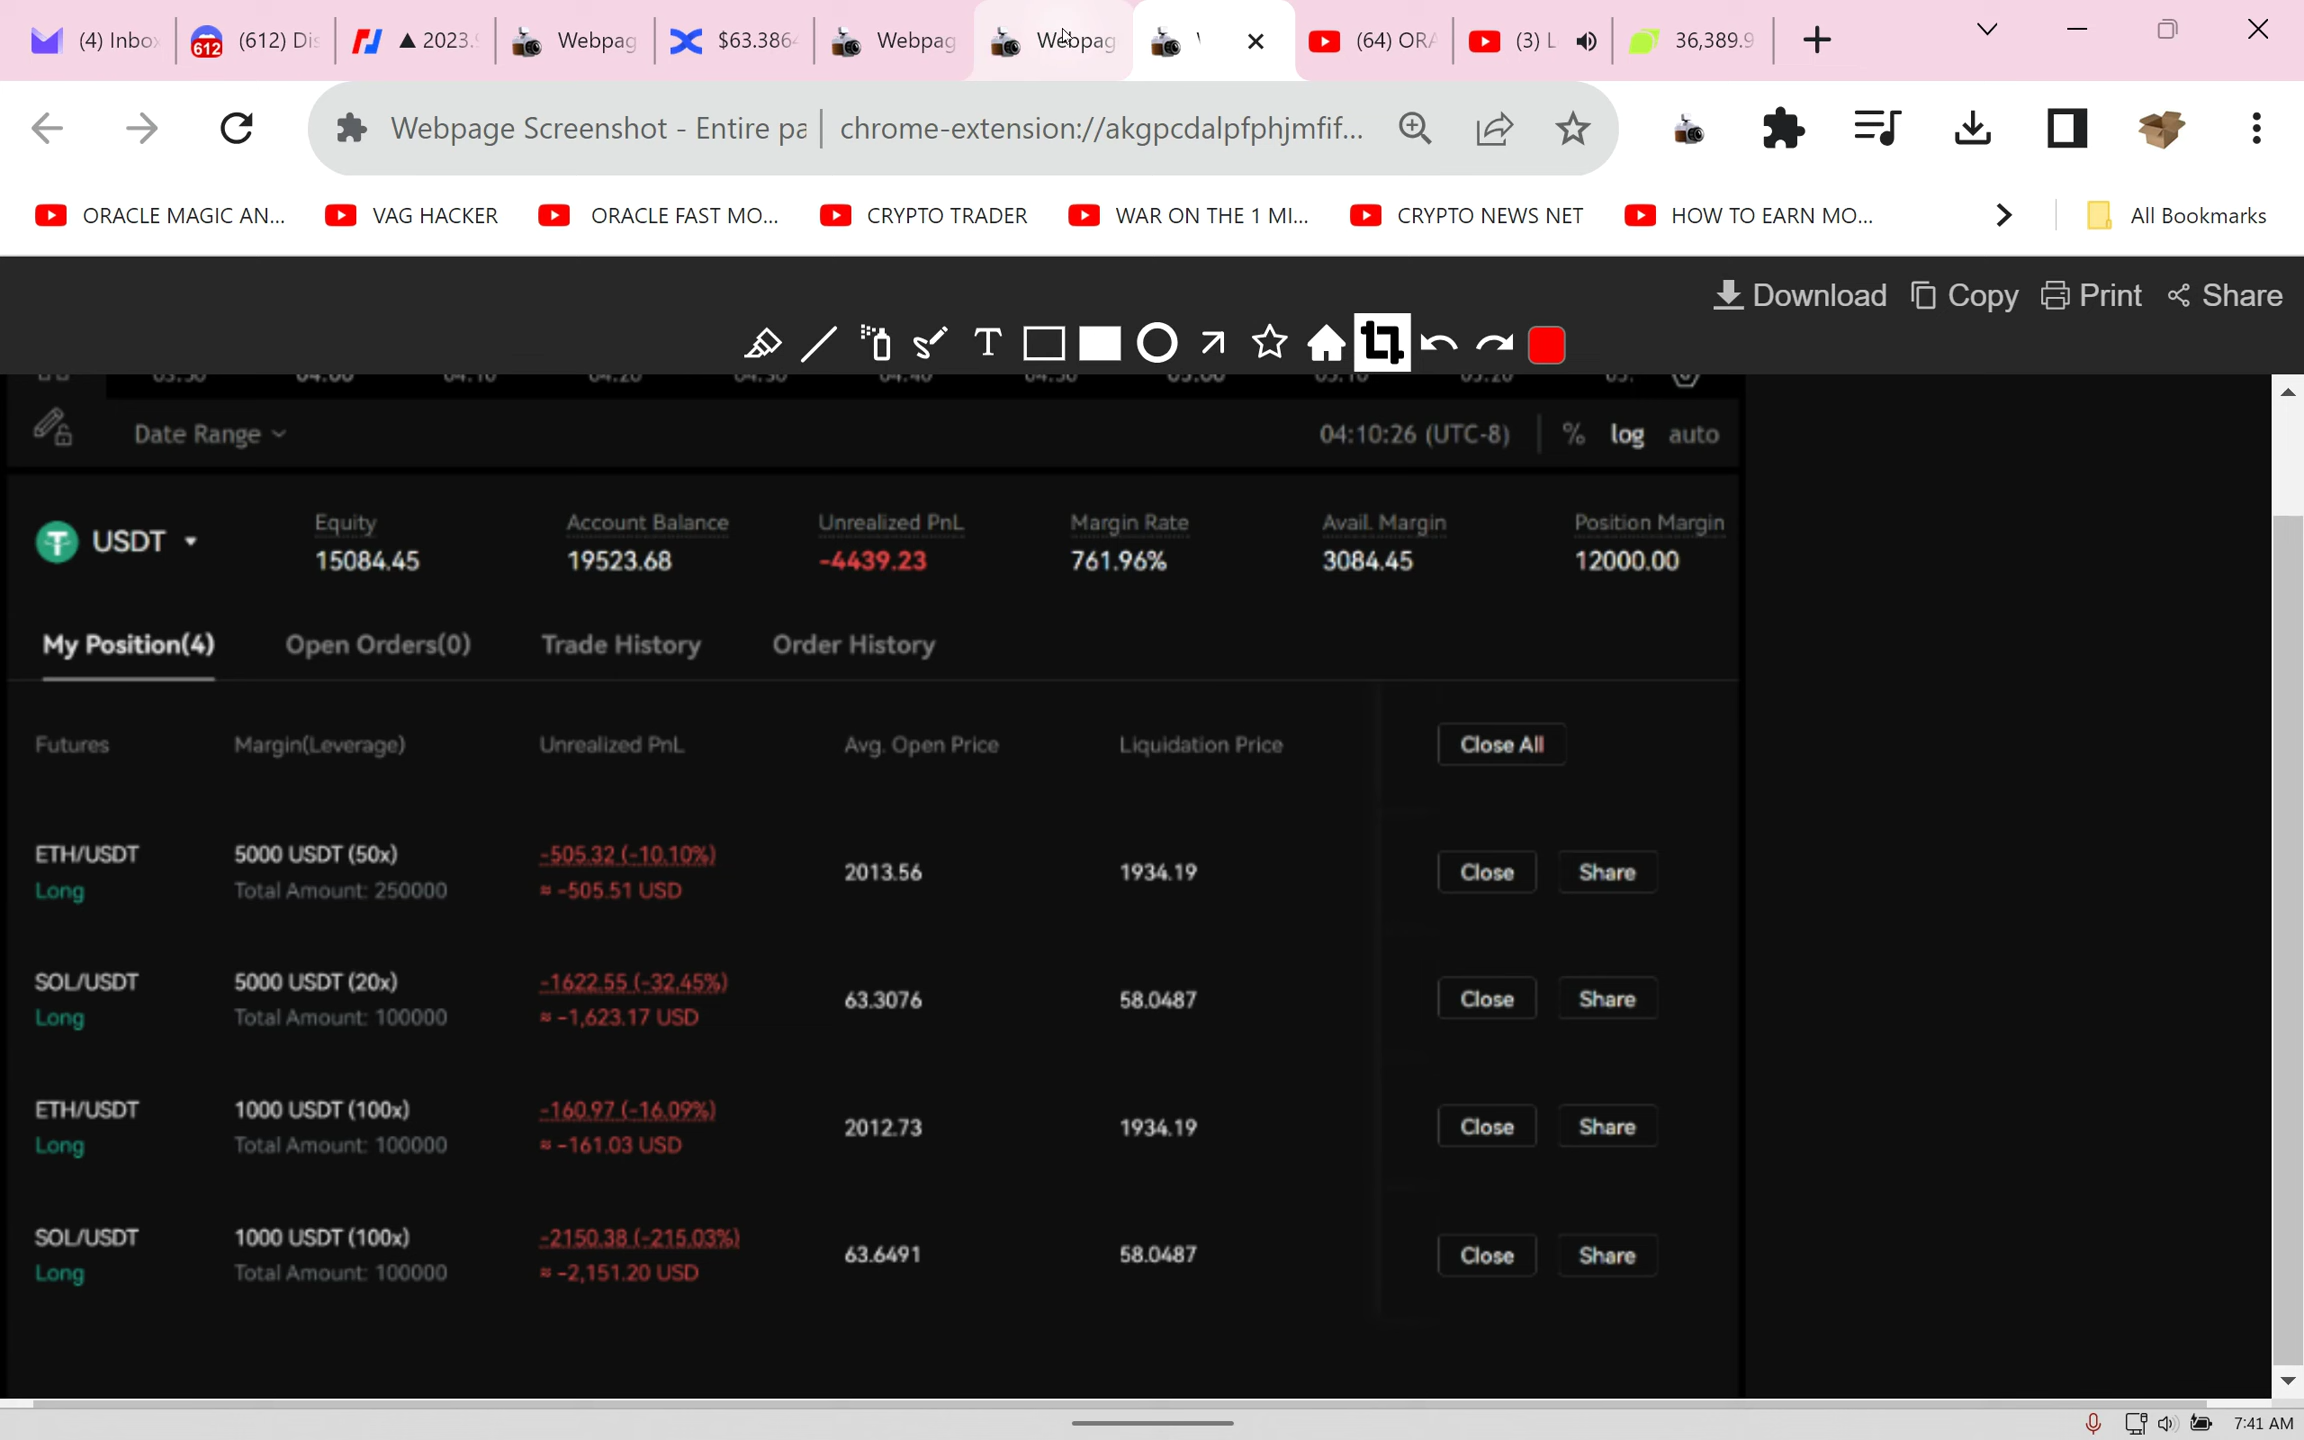 (4) Inbo
612 (612) Di
▲ 2023.
Webpag
$63.386
Webpag
Webpag
(64) OR
(3) L
36,389.9
Webpage Screenshot - Entire pa
chrome-extension://akgpcdalpfphjmfif...
ORACLE MAGIC AN...
VAG HACKER
ORACLE FAST MO...
CRYPTO TRADER
WAR ON THE 1 MI...
CRYPTO NEWS NET
HOW TO EARN MO...
All Bookmarks
Download Copy Print Share
T
Date Range 04:10:26 (UTC-8) % log auto
USDT
Equity Account Balance Unrealized PnL Margin Rate Avail. Margin Position Margin
15084.45 19523.68 -4439.23 761.96% 3084.45 12000.00
My Position(4) Open Orders(0) Trade History Order History
Futures Margin(Leverage) Unrealized PnL Avg. Open Price Liquidation Price Close All
ETH/USDT 5000 USDT (50x) -505.32 (-10.10%) 2013.56 1934.19 Close Share
Long Total Amount: 250000 ≈ -505.51 USD
SOL/USDT 5000 USDT (20x) -1622.55 (-32.45%) 63.3076 58.0487 Close Share
Long Total Amount: 100000 ≈ -1,623.17 USD
ETH/USDT 1000 USDT (100x) -160.97 (-16.09%) 2012.73 1934.19 Close Share
Long Total Amount: 100000 ≈ -161.03 USD
SOL/USDT 1000 USDT (100x) -2150.38 (-215.03%) 63.6491 58.0487 Close Share
Long Total Amount: 100000 ≈ -2,151.20 USD
7:41 AM